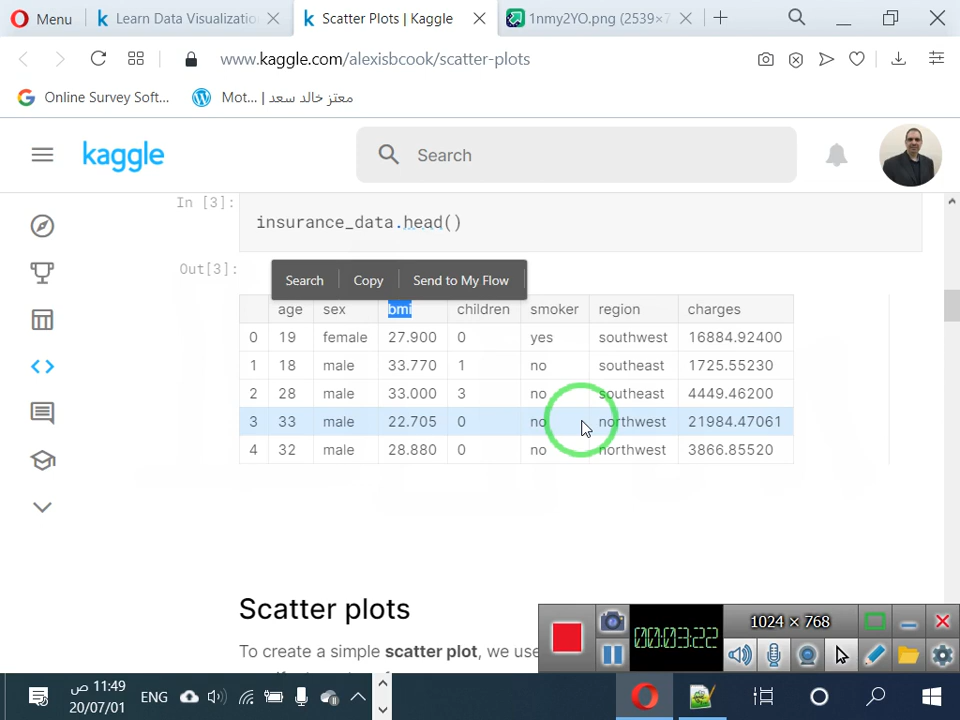 Menu
Learn Data Visualizatio
Scatter Plots | Kaggle
1nmy2YO.png (2539×7
www.kaggle.com/alexisbcook/scatter-plots
Online Survey Soft...
Mot... | معتز خالد سعد
kaggle
Search
In [3]:
insurance_data.head()
Out[3]:
Search Copy Send to My Flow
age sex bmi children smoker region charges
0 19 female 27.900 0 yes southwest 16884.92400
1 18 male 33.770 1 no southeast 1725.55230
2 28 male 33.000 3 no southeast 4449.46200
3 33 male 22.705 0 no northwest 21984.47061
4 32 male 28.880 0 no northwest 3866.85520
Scatter plots
To create a simple scatter plot, we use
1024 × 768
00:03:22
11:49 ص
ENG
20/07/01